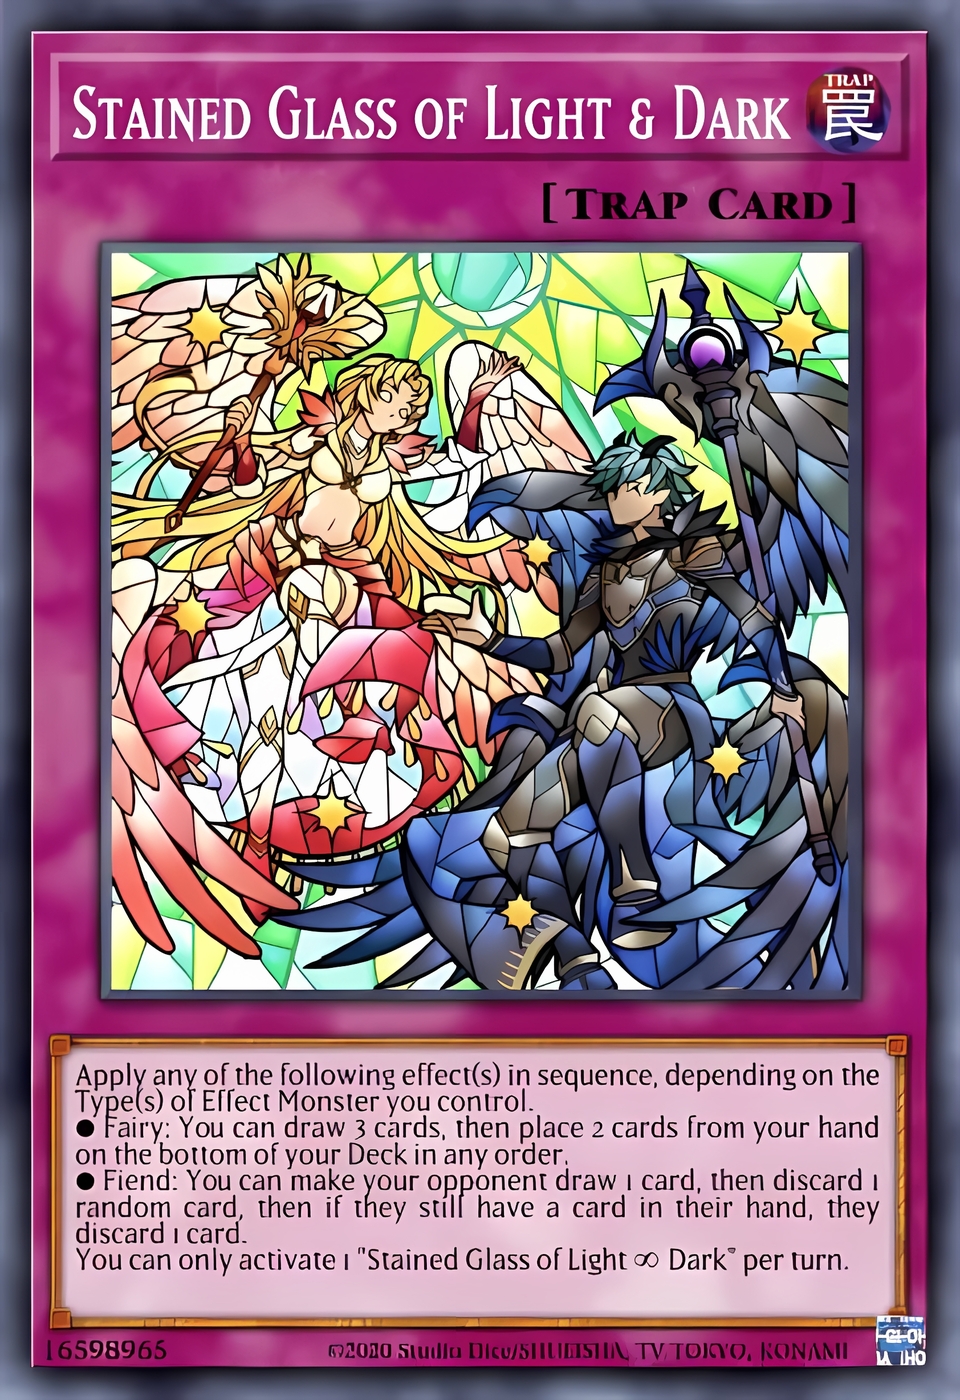 STAINED GLASS OF LIGHT & DARK
TRAP
罠
[TRAP CARD]
Apply any of the following effect(s) in sequence, depending on the
Type(s) of Effect Monster you control.
● Fairy: You can draw 3 cards, then place 2 cards from your hand
on the bottom of your Deck in any order.
● Fiend: You can make your opponent draw 1 card, then discard 1
random card, then if they still have a card in their hand, they
discard 1 card.
You can only activate 1 "Stained Glass of Light ∞ Dark" per turn.
16598965
©2020 Studio Dice/SHUEISHA, TV TOKYO, KONAMI